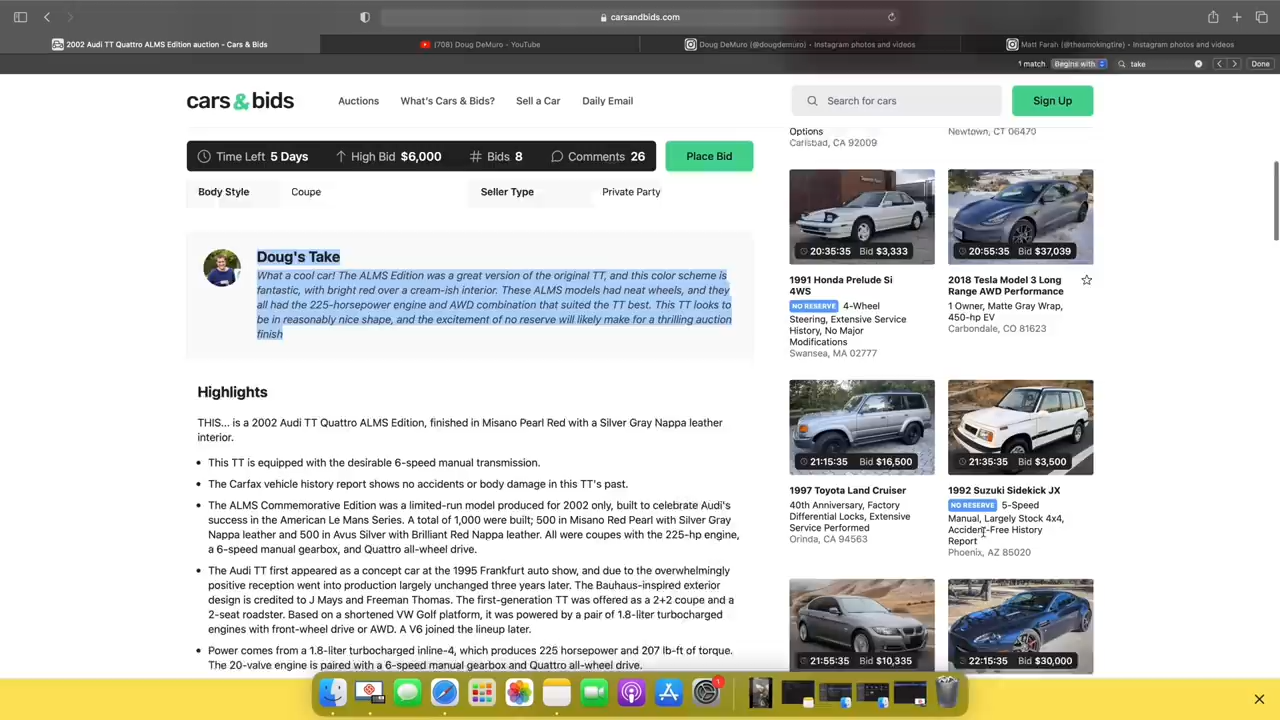 carsandbids.com
2002 Audi TT Quattro ALMS Edition auction - Cars & Bids
(708) Doug DeMuro - YouTube
Doug DeMuro (@dougdemuro) • Instagram photos and videos
Matt Farah (@thesmokingtire) • Instagram photos and videos
1 match
Begins with
take
Done
cars & bids
Auctions
What's Cars & Bids?
Sell a Car
Daily Email
Search for cars
Sign Up
Time Left 5 Days
High Bid $6,000
# Bids 8
Comments 26
Place Bid
Body Style
Coupe
Seller Type
Private Party
Doug's Take
What a cool car! The ALMS Edition was a great version of the original TT, and this color scheme is
fantastic, with bright red over a cream-ish interior. These ALMS models had neat wheels, and they
all had the 225-horsepower engine and AWD combination that suited the TT best. This TT looks to
be in reasonably nice shape, and the excitement of no reserve will likely make for a thrilling auction
finish
Highlights
THIS... is a 2002 Audi TT Quattro ALMS Edition, finished in Misano Pearl Red with a Silver Gray Nappa leather
interior.
• This TT is equipped with the desirable 6-speed manual transmission.
• The Carfax vehicle history report shows no accidents or body damage in this TT's past.
• The ALMS Commemorative Edition was a limited-run model produced for 2002 only, built to celebrate Audi's
success in the American Le Mans Series. A total of 1,000 were built; 500 in Misano Red Pearl with Silver Gray
Nappa leather and 500 in Avus Silver with Brilliant Red Nappa leather. All were coupes with the 225-hp engine,
a 6-speed manual gearbox, and Quattro all-wheel drive.
• The Audi TT first appeared as a concept car at the 1995 Frankfurt auto show, and due to the overwhelmingly
positive reception went into production largely unchanged three years later. The Bauhaus-inspired exterior
design is credited to J Mays and Freeman Thomas. The first-generation TT was offered as a 2+2 coupe and a
2-seat roadster. Based on a shortened VW Golf platform, it was powered by a pair of 1.8-liter turbocharged
engines with front-wheel drive or AWD. A V6 joined the lineup later.
• Power comes from a 1.8-liter turbocharged inline-4, which produces 225 horsepower and 207 lb-ft of torque.
The 20-valve engine is paired with a 6-speed manual gearbox and Quattro all-wheel drive.
Options
Carlsbad, CA 92009
Newtown, CT 06470
20:35:35 Bid $3,333
1991 Honda Prelude Si
4WS
NO RESERVE 4-Wheel
Steering, Extensive Service
History, No Major
Modifications
Swansea, MA 02777
20:55:35 Bid $37,039
2018 Tesla Model 3 Long
Range AWD Performance
1 Owner, Matte Gray Wrap,
450-hp EV
Carbondale, CO 81623
21:15:35 Bid $16,500
1997 Toyota Land Cruiser
40th Anniversary, Factory
Differential Locks, Extensive
Service Performed
Orinda, CA 94563
21:35:35 Bid $3,500
1992 Suzuki Sidekick JX
NO RESERVE 5-Speed
Manual, Largely Stock 4x4,
Accident-Free History
Report
Phoenix, AZ 85020
21:55:35 Bid $10,335
22:15:35 Bid $30,000
1